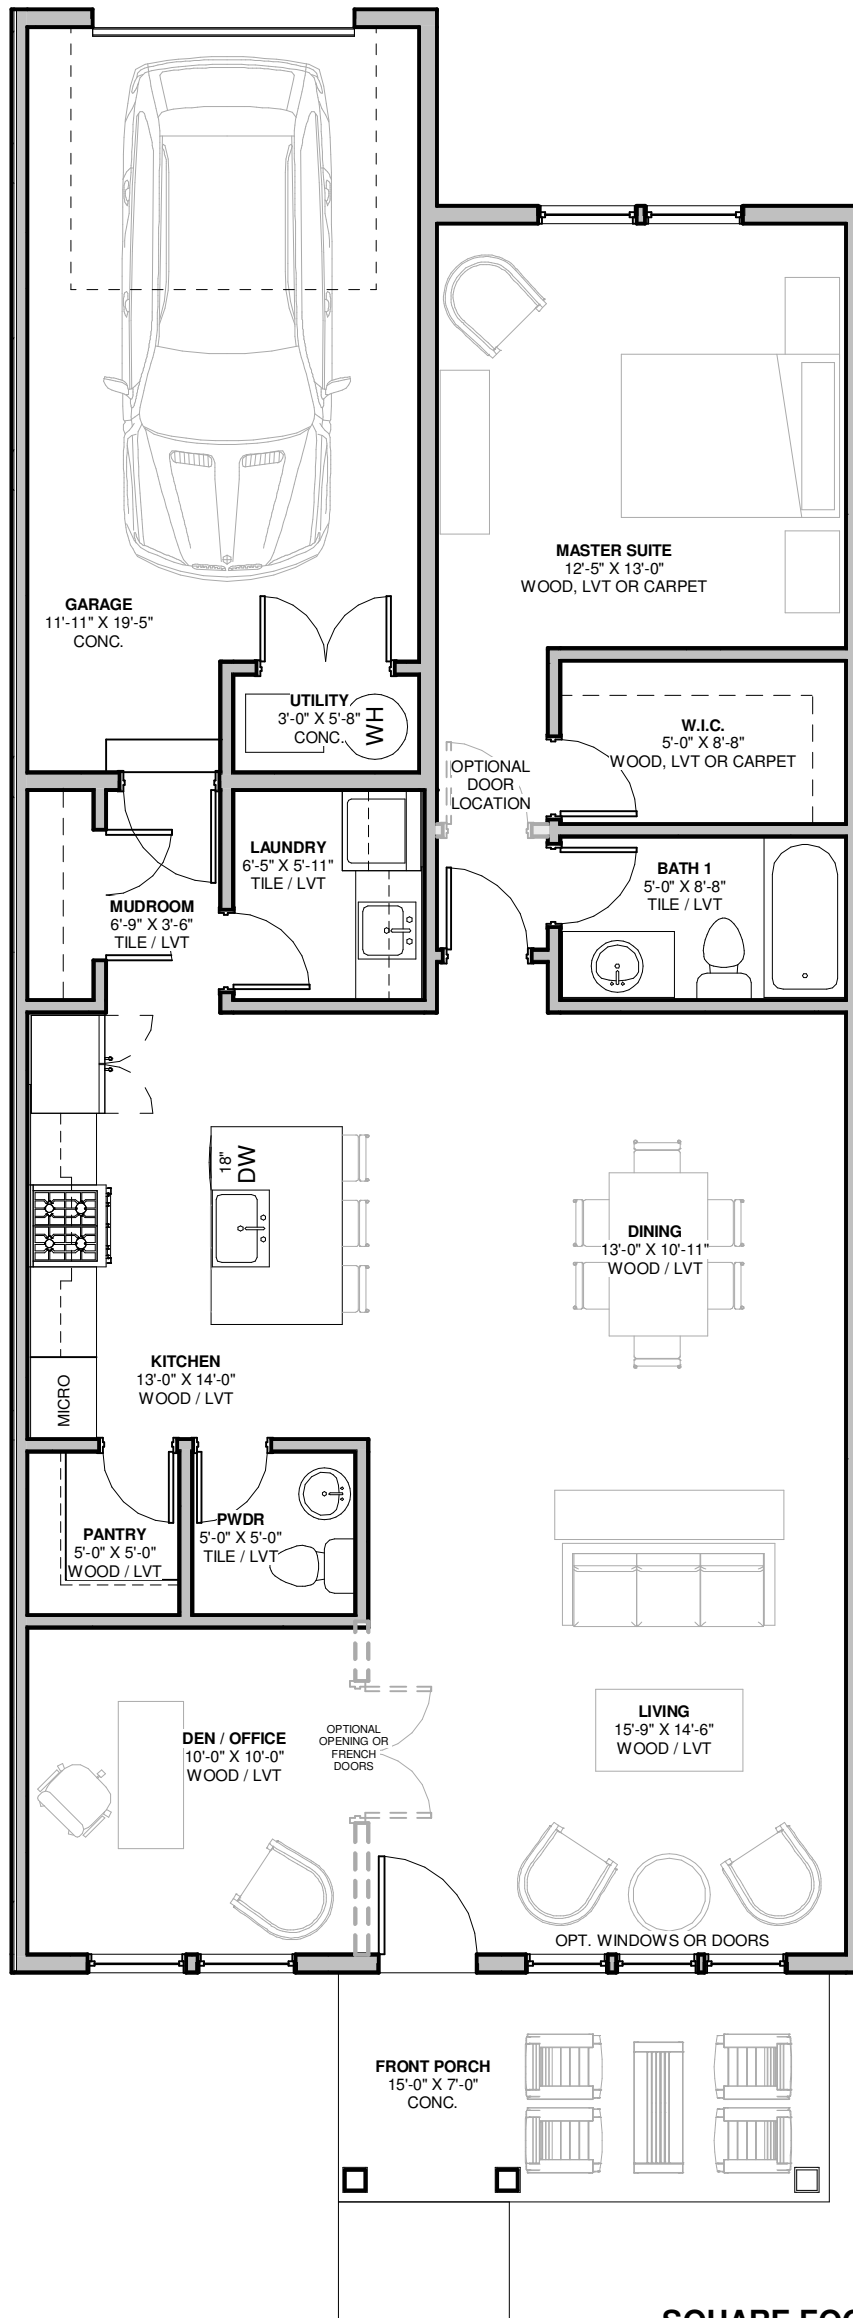 GARAGE
11'-11" X 19'-5"
CONC.
MASTER SUITE
12'-5" X 13'-0"
WOOD, LVT OR CARPET
UTILITY
3'-0" X 5'-8"
CONC.
WH
W.I.C.
5'-0" X 8'-8"
WOOD, LVT OR CARPET
OPTIONAL
DOOR
LOCATION
LAUNDRY
6'-5" X 5'-11"
TILE / LVT
BATH 1
5'-0" X 8'-8"
TILE / LVT
MUDROOM
6'-9" X 3'-6"
TILE / LVT
18"
DW
DINING
13'-0" X 10'-11"
WOOD / LVT
KITCHEN
13'-0" X 14'-0"
WOOD / LVT
MICRO
PANTRY
5'-0" X 5'-0"
WOOD / LVT
PWDR
5'-0" X 5'-0"
TILE / LVT
DEN / OFFICE
10'-0" X 10'-0"
WOOD / LVT
OPTIONAL
OPENING OR
FRENCH
DOORS
LIVING
15'-9" X 14'-6"
WOOD / LVT
OPT. WINDOWS OR DOORS
FRONT PORCH
15'-0" X 7'-0"
CONC.